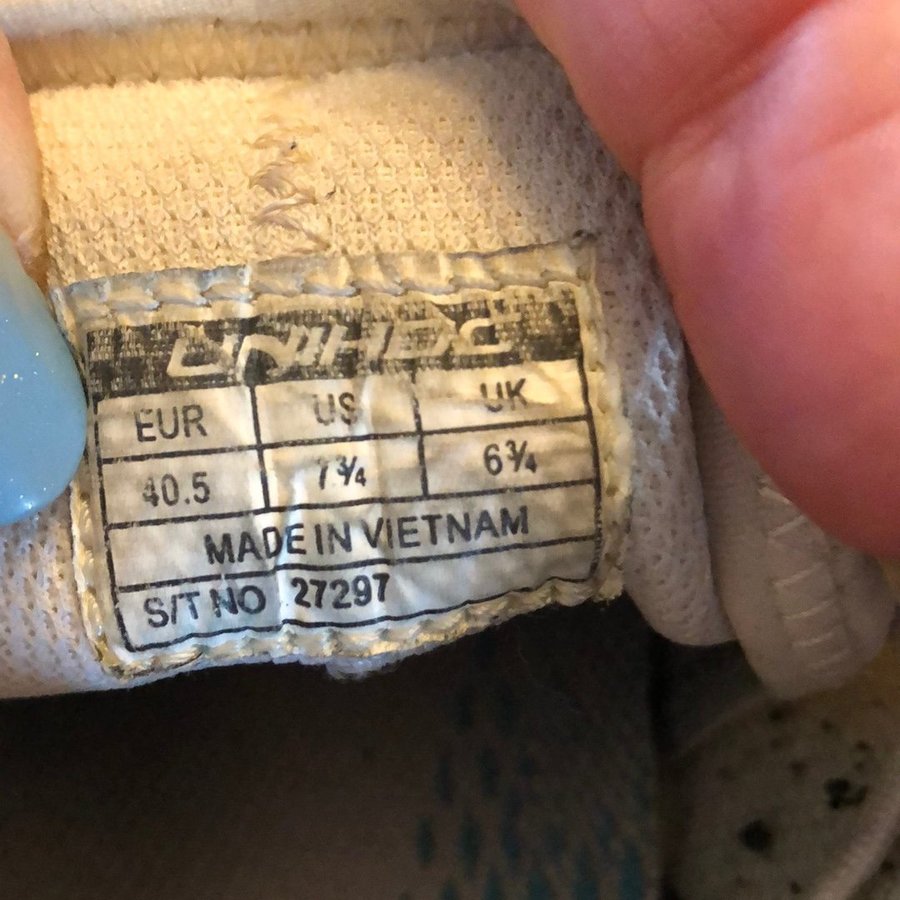 EUR US UK
40.5 7¾ 6¾
MADE IN VIETNAM
S/T NO 27297